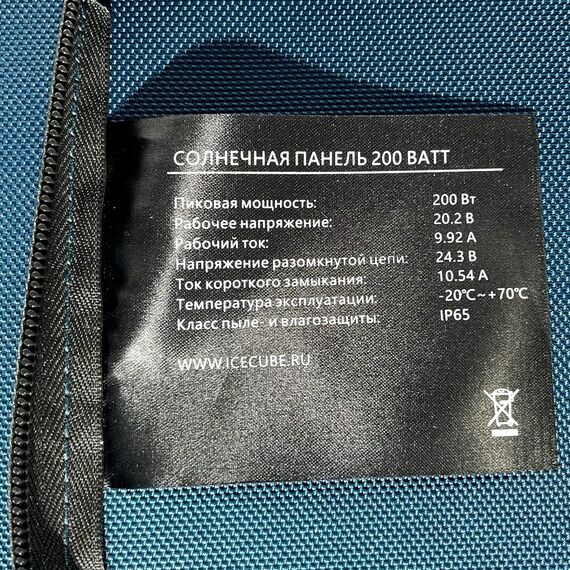 СОЛНЕЧНАЯ ПАНЕЛЬ 200 ВАТТ
Пиковая мощность: 200 Вт
Рабочее напряжение: 20.2 В
Рабочий ток: 9.92 А
Напряжение разомкнутой цепи: 24.3 В
Ток короткого замыкания: 10.54 А
Температура эксплуатации: -20℃~+70℃
Класс пыле- и влагозащиты: IP65
WWW.ICECUBE.RU